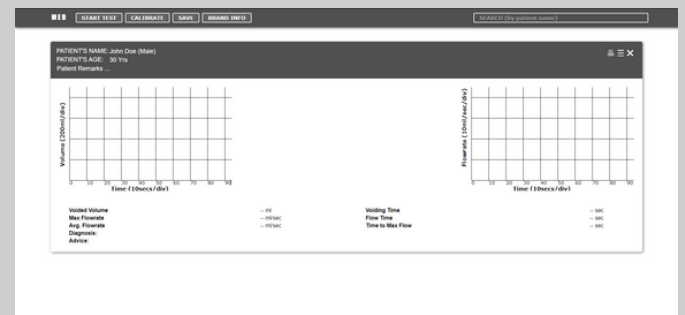 MED START TEST CALIBRATE SAVE BRAND INFO SEARCH (by patient name)
PATIENT'S NAME: John Doe (Male)
PATIENT'S AGE: 30 Yrs
Patient Remarks ...
Volume (200ml/div)
0 10 20 30 40 50 60 70 80 90
Time (10secs/div)
Flowrate (10ml/sec/div)
0 10 20 30 40 50 60 70 80 90
Time (10secs/div)
Voided Volume -- ml Voiding Time -- sec
Max Flowrate -- ml/sec Flow Time -- sec
Avg. Flowrate -- ml/sec Time to Max Flow -- sec
Diagnosis:
Advice: